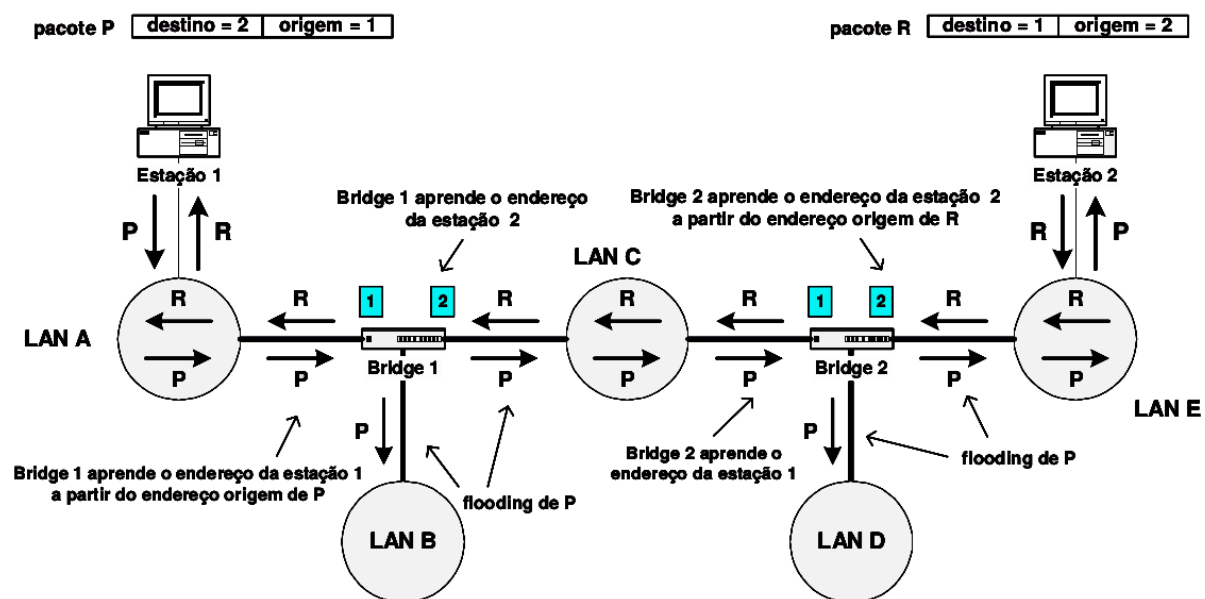 pacote P destino = 2 origem = 1
pacote R destino = 1 origem = 2
Estação 1
Estação 2
Bridge 1 aprende o endereço
da estação 2
Bridge 2 aprende o endereço da estação 2
a partir do endereço origem de R
P
R
R
P
LAN C
LAN A
R
R
1
2
R
R
R
1
2
R
R
P
P
Bridge 1
P
P
P
Bridge 2
P
P
LAN E
P
P
Bridge 1 aprende o endereço da estação 1
a partir do endereço origem de P
flooding de P
Bridge 2 aprende o
endereço da estação 1
flooding de P
LAN B
LAN D